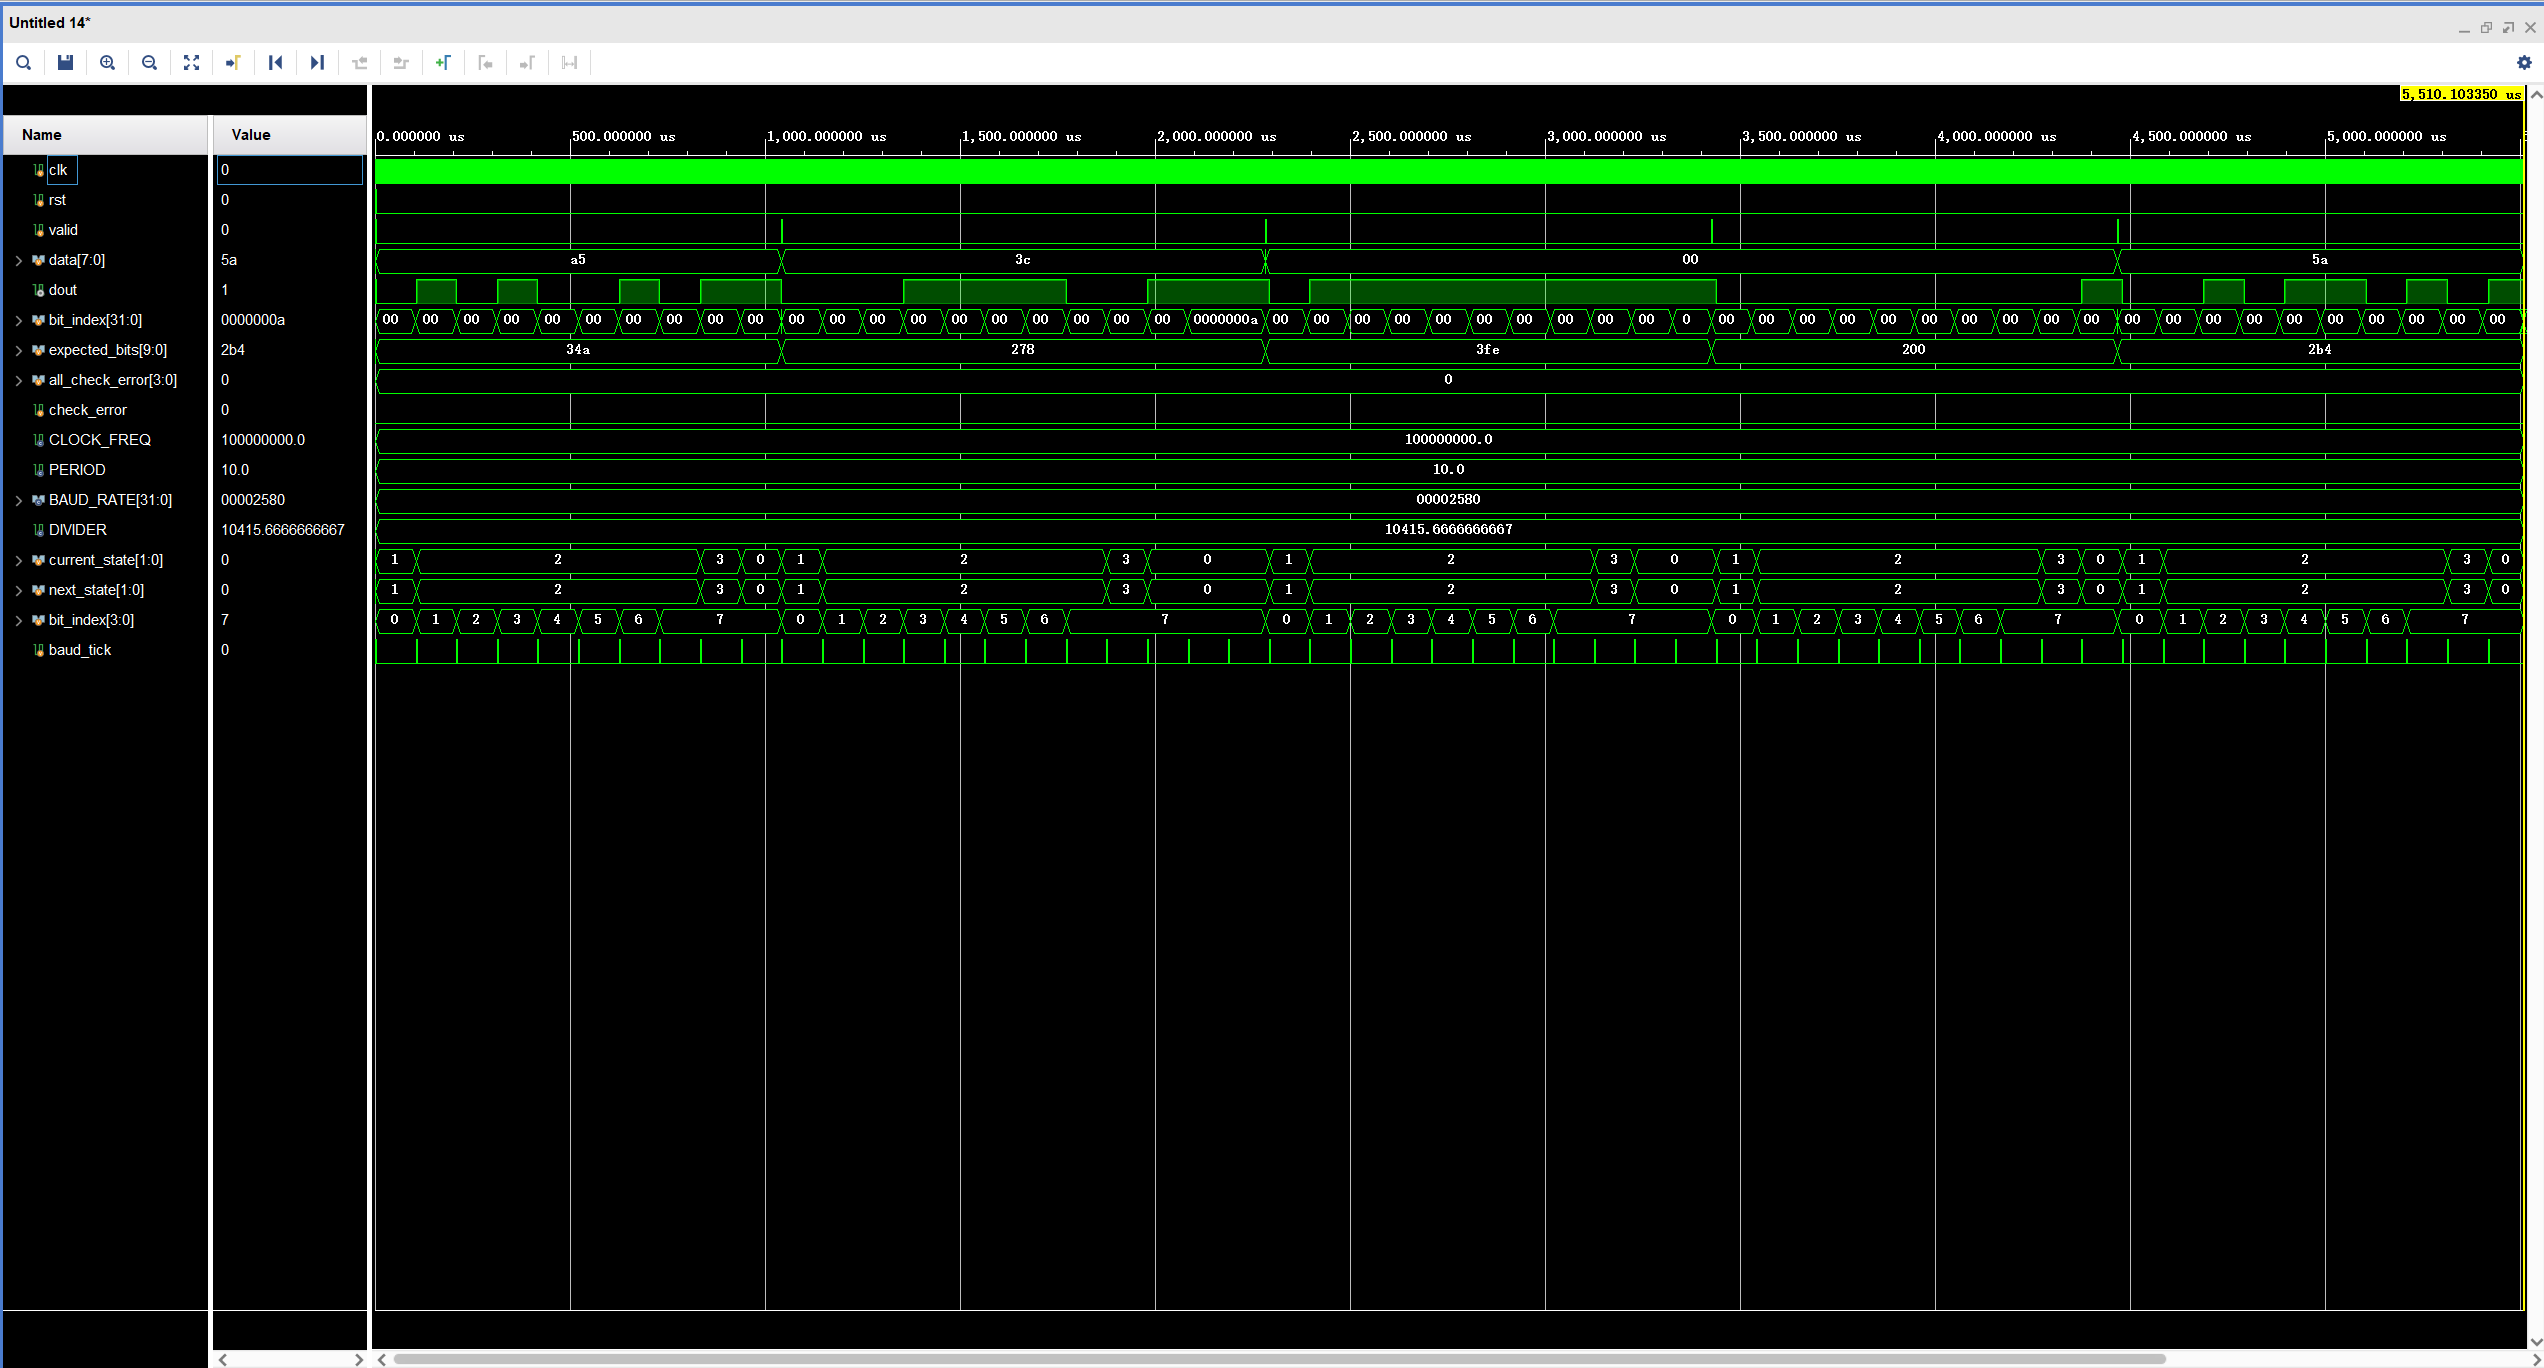 Untitled 14*
5,510.103350 us
Name Value
0.000000 us 500.000000 us 1,000.000000 us 1,500.000000 us 2,000.000000 us 2,500.000000 us 3,000.000000 us 3,500.000000 us 4,000.000000 us 4,500.000000 us 5,000.000000 us
clk 0
rst 0
valid 0
data[7:0] 5a a5 3c 00 5a
dout 1
bit_index[31:0] 0000000a 00 00 00 00 00 00 00 00 00 00 00 00 00 00 00 00 00 00 00 00 0000000a 00 00 00 00 00 00 00 00 00 00 0 00 00 00 00 00 00 00 00 00 00 00 00 00 00 00 00 00 00 00 00
expected_bits[9:0] 2b4 34a 278 3fe 200 2b4
all_check_error[3:0] 0 0
check_error 0
CLOCK_FREQ 100000000.0 100000000.0
PERIOD 10.0 10.0
BAUD_RATE[31:0] 00002580 00002580
DIVIDER 10415.6666666667 10415.6666666667
current_state[1:0] 0 1 2 3 0 1 2 3 0 1 2 3 0 1 2 3 0 1 2 3 0
next_state[1:0] 0 1 2 3 0 1 2 3 0 1 2 3 0 1 2 3 0 1 2 3 0
bit_index[3:0] 7 0 1 2 3 4 5 6 7 0 1 2 3 4 5 6 7 0 1 2 3 4 5 6 7 0 1 2 3 4 5 6 7 0 1 2 3 4 5 6 7
baud_tick 0